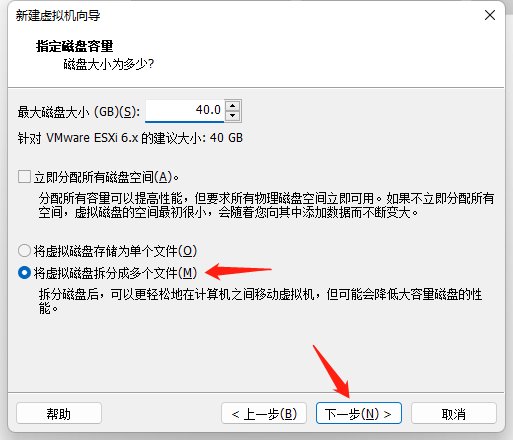 新建虚拟机向导
指定磁盘容量
磁盘大小为多少?
最大磁盘大小 (GB)(S): 40.0
针对 VMware ESXi 6.x 的建议大小: 40 GB
立即分配所有磁盘空间(A)。
分配所有容量可以提高性能，但要求所有物理磁盘空间立即可用。如果不立即分配所有
空间，虚拟磁盘的空间最初很小，会随着您向其中添加数据而不断变大。
将虚拟磁盘存储为单个文件(O)
将虚拟磁盘拆分成多个文件(M)
拆分磁盘后，可以更轻松地在计算机之间移动虚拟机，但可能会降低大容量磁盘的性
能。
帮助 < 上一步(B) 下一步(N) > 取消